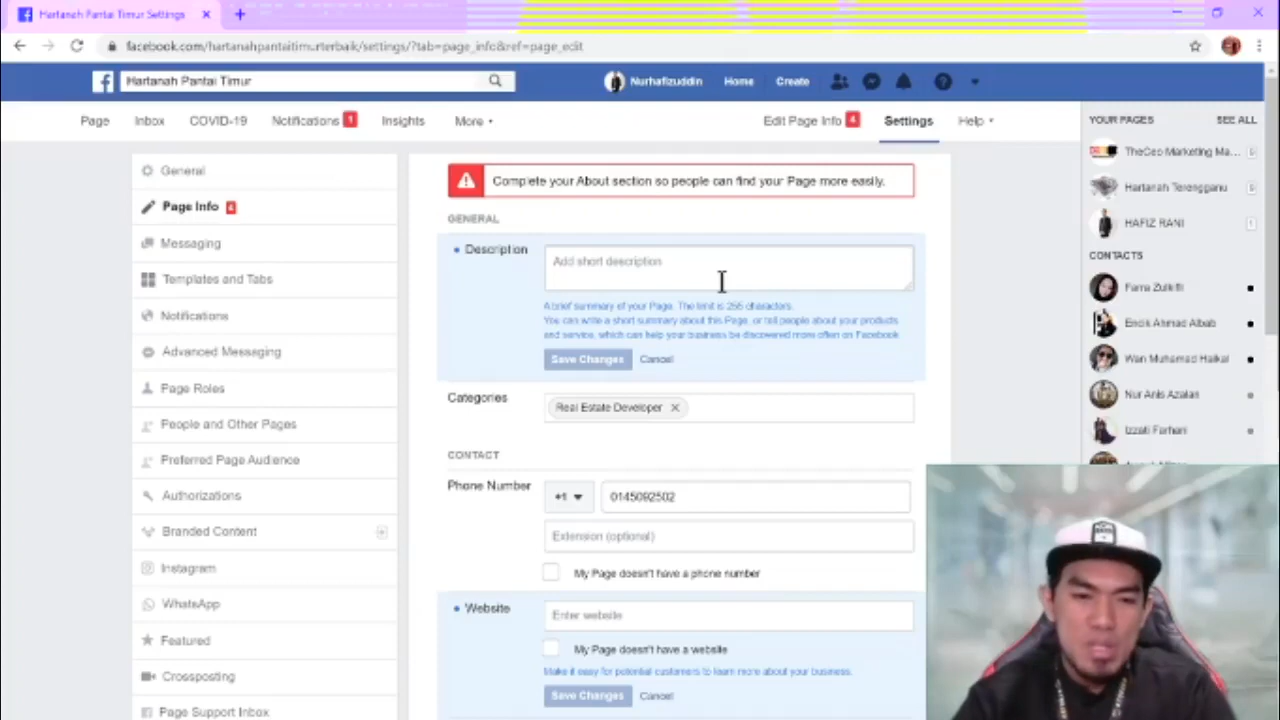 Hartanah Pantai Timur Settings
facebook.com/hartanahpantaitimurterbaik/settings/?tab=page_info&ref=page_edit
Hartanah Pantai Timur
Nurhafizuddin
Home
Create
Page
Inbox
COVID-19
Notifications 1
Insights
More
Edit Page Info 4
Settings
Help
YOUR PAGES
SEE ALL
TheCeo Marketing Ma...
Hartanah Terengganu
HAFIZ RANI
CONTACTS
Farra Zulkifli
Encik Ahmad Albab
Wan Muhamad Haikal
Nur Anis Azalan
Izzati Farhani
General
Page Info 4
Messaging
Templates and Tabs
Notifications
Advanced Messaging
Page Roles
People and Other Pages
Preferred Page Audience
Authorizations
Branded Content
Instagram
WhatsApp
Featured
Crossposting
Page Support Inbox
Complete your About section so people can find your Page more easily.
GENERAL
Description
Add short description
A brief summary of your Page. The limit is 255 characters.
You can write a short summary about this Page, or tell people about your products
and service, which can help your business be discovered more often on Facebook
Save Changes
Cancel
Categories
Real Estate Developer
CONTACT
Phone Number
+1
0145092502
Extension (optional)
My Page doesn't have a phone number
Website
Enter website
My Page doesn't have a website
Make it easy for potential customers to learn more about your business.
Save Changes
Cancel